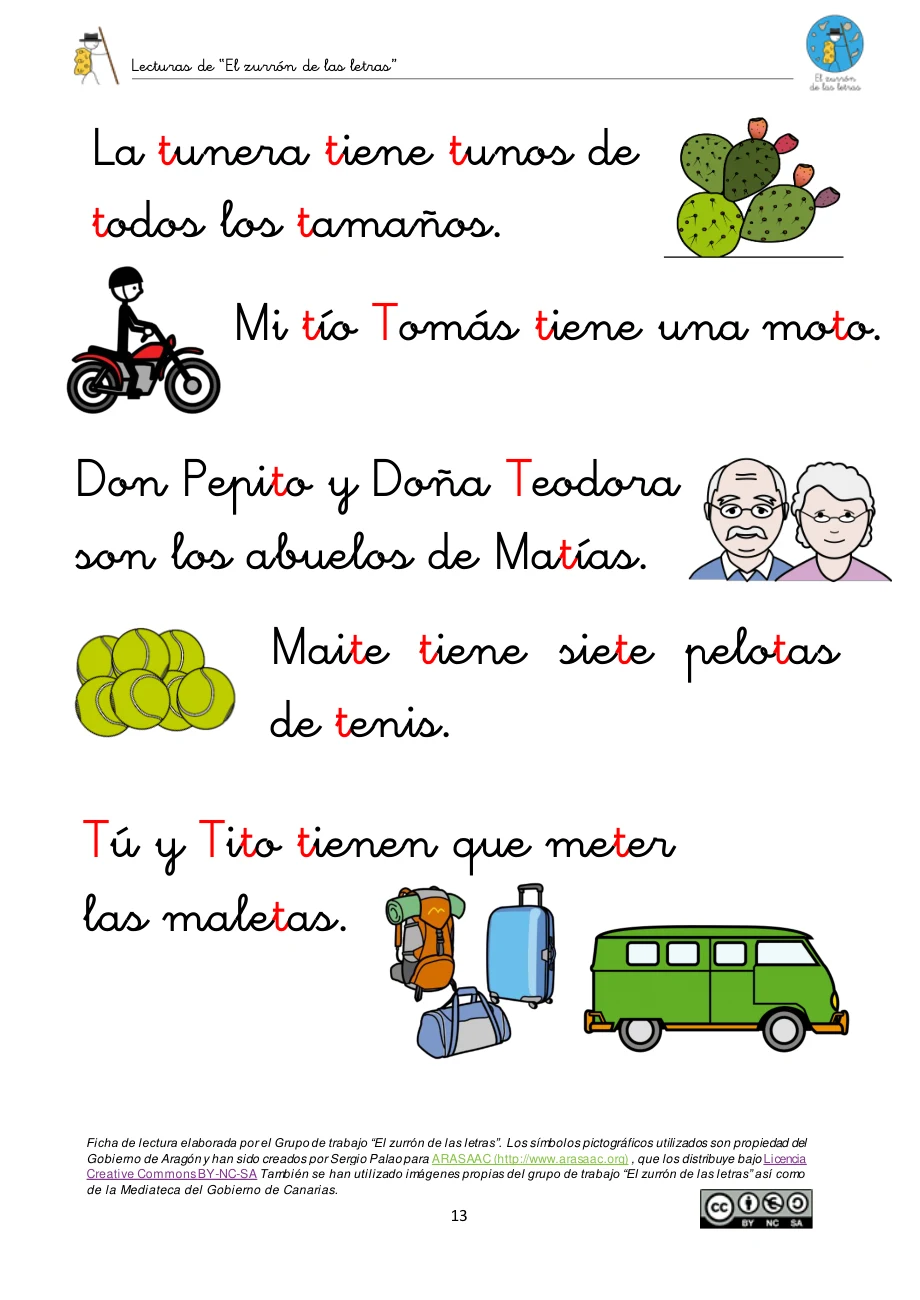 Lecturas de “El zurrón de las letras”
El zurrón
de las letras
La tunera tiene tunos de
todos los tamaños.
Mi tío Tomás tiene una moto.
Don Pepito y Doña Teodora
son los abuelos de Matías.
Maite tiene siete pelotas
de tenis.
Tú y Tito tienen que meter
las maletas.
Ficha de lectura elaborada por el Grupo de trabajo “El zurrón de las letras”. Los símbolos pictográficos utilizados son propiedad del
Gobierno de Aragón y han sido creados por Sergio Palao para ARASAAC (http://www.arasaac.org) , que los distribuye bajo Licencia
Creative Commons BY-NC-SA También se han utilizado imágenes propias del grupo de trabajo “El zurrón de las letras” así como
de la Mediateca del Gobierno de Canarias.
cc
BY NC SA
13